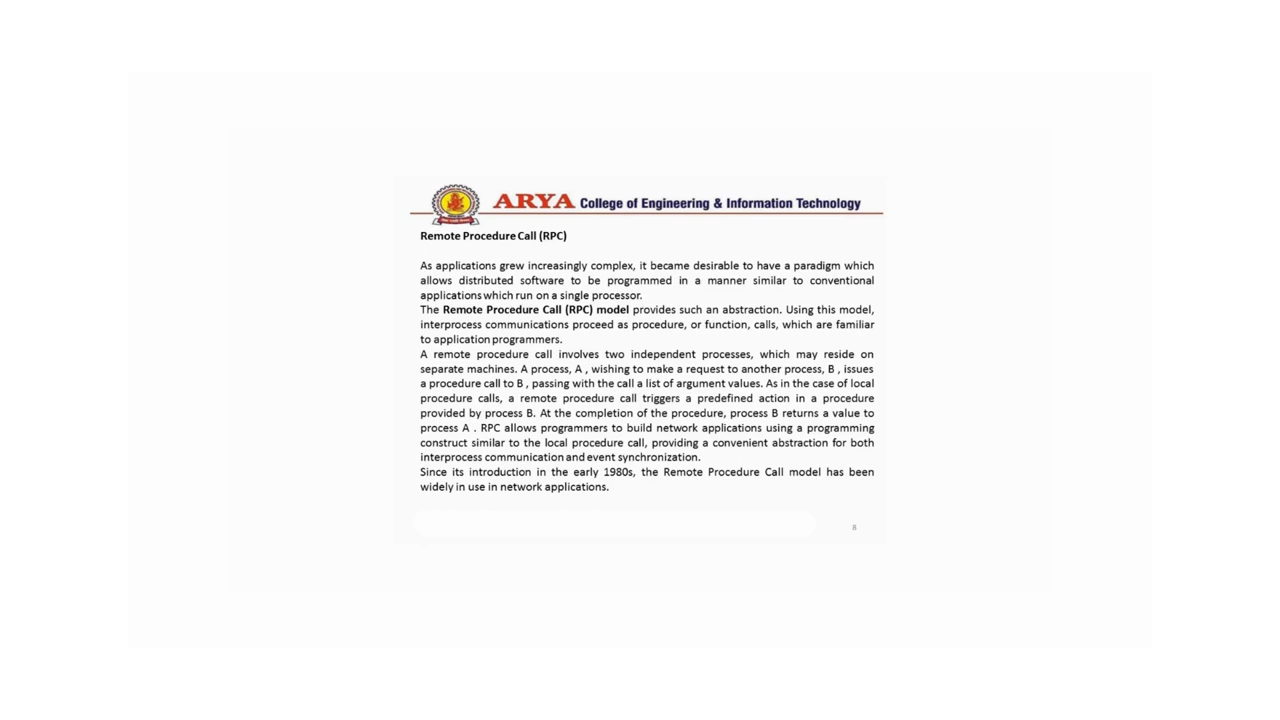 ARYA College of Engineering & Information Technology
Remote Procedure Call (RPC)
As applications grew increasingly complex, it became desirable to have a paradigm which
allows distributed software to be programmed in a manner similar to conventional
applications which run on a single processor.
The Remote Procedure Call (RPC) model provides such an abstraction. Using this model,
interprocess communications proceed as procedure, or function, calls, which are familiar
to application programmers.
A remote procedure call involves two independent processes, which may reside on
separate machines. A process, A , wishing to make a request to another process, B , issues
a procedure call to B , passing with the call a list of argument values. As in the case of local
procedure calls, a remote procedure call triggers a predefined action in a procedure
provided by process B. At the completion of the procedure, process B returns a value to
process A . RPC allows programmers to build network applications using a programming
construct similar to the local procedure call, providing a convenient abstraction for both
interprocess communication and event synchronization.
Since its introduction in the early 1980s, the Remote Procedure Call model has been
widely in use in network applications.
8